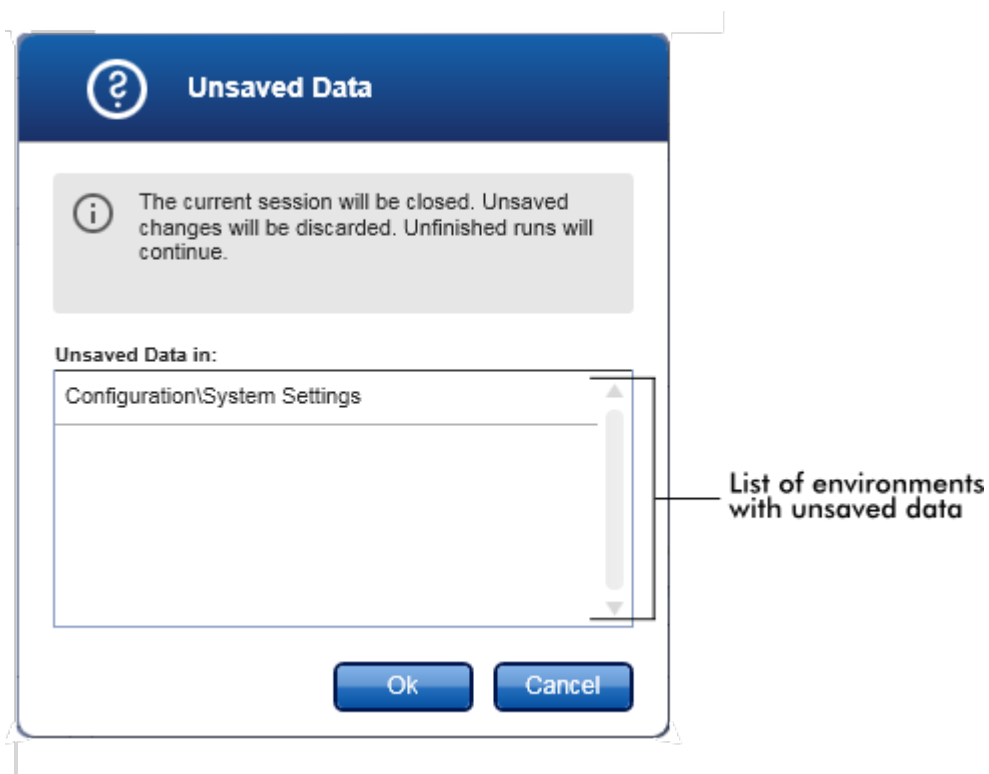 Unsaved Data
The current session will be closed. Unsaved
changes will be discarded. Unfinished runs will
continue.
Unsaved Data in:
Configuration\System Settings
List of environments
with unsaved data
Ok
Cancel